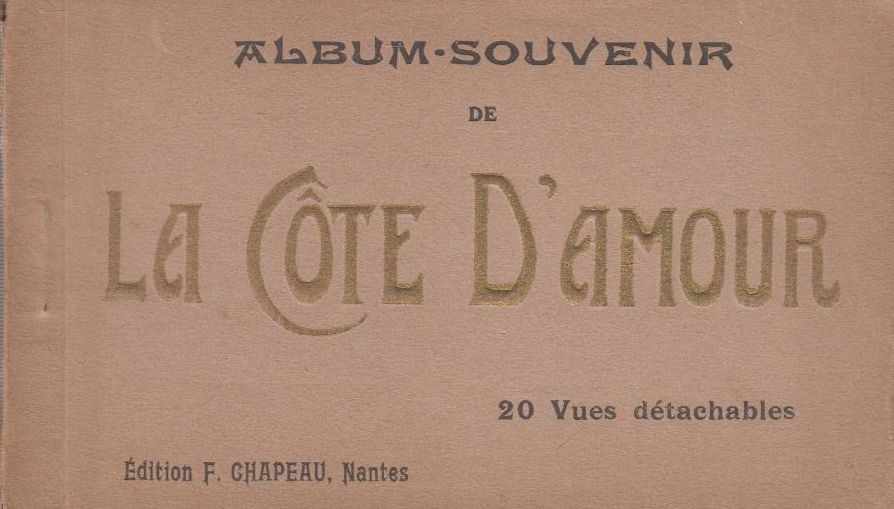 ALBUM-SOUVENIR
DE
LA CÔTE D'AMOUR
20 Vues détachables
Édition F. CHAPEAU, Nantes